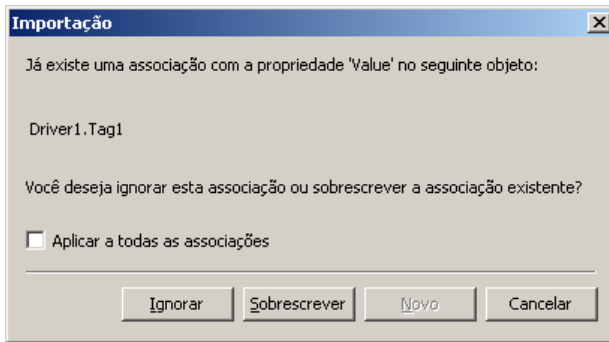 Importação
Já existe uma associação com a propriedade 'Value' no seguinte objeto:
Driver1.Tag1
Você deseja ignorar esta associação ou sobrescrever a associação existente?
Aplicar a todas as associações
Ignorar Sobrescrever Novo Cancelar